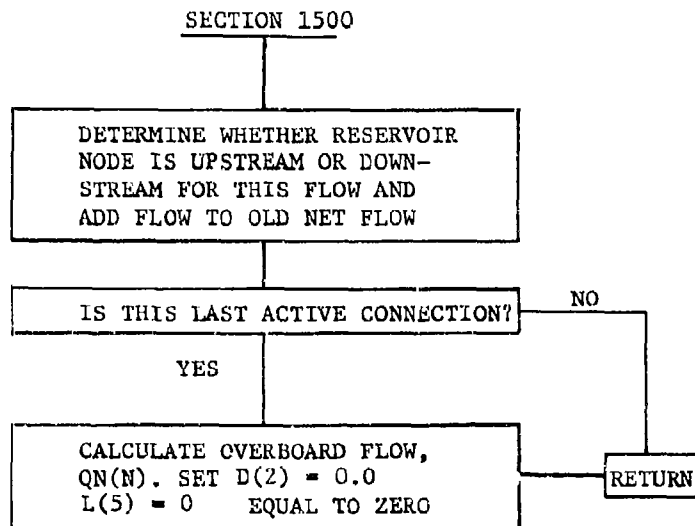 SECTION 1500
DETERMINE WHETHER RESERVOIR
NODE IS UPSTREAM OR DOWN-
STREAM FOR THIS FLOW AND
ADD FLOW TO OLD NET FLOW
IS THIS LAST ACTIVE CONNECTION?
NO
YES
CALCULATE OVERBOARD FLOW,
QN(N). SET D(2) = 0.0
L(5) = 0 EQUAL TO ZERO
RETURN